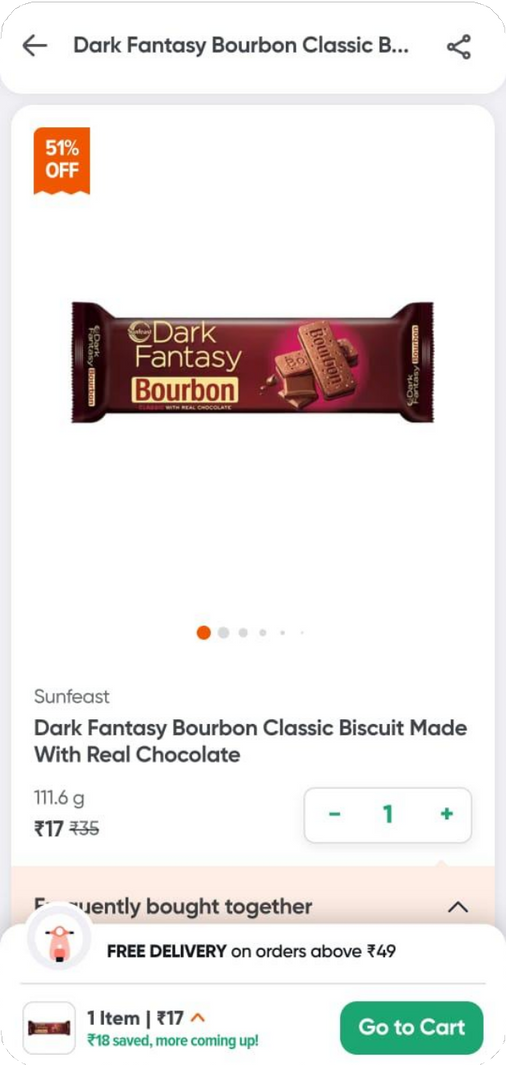 Dark Fantasy Bourbon Classic B...
51%
OFF
Sunfeast
Dark
Fantasy
Bourbon
CLASSIC WITH REAL CHOCOLATE
Dark
Fantasy
Bourbon
Bourbon
Dark
Fantasy
Bourbon
Sunfeast
Dark Fantasy Bourbon Classic Biscuit Made
With Real Chocolate
111.6 g
₹17 ₹35
- 1 +
bought together
FREE DELIVERY on orders above ₹49
1 Item | ₹17
₹18 saved, more coming up!
Go to Cart